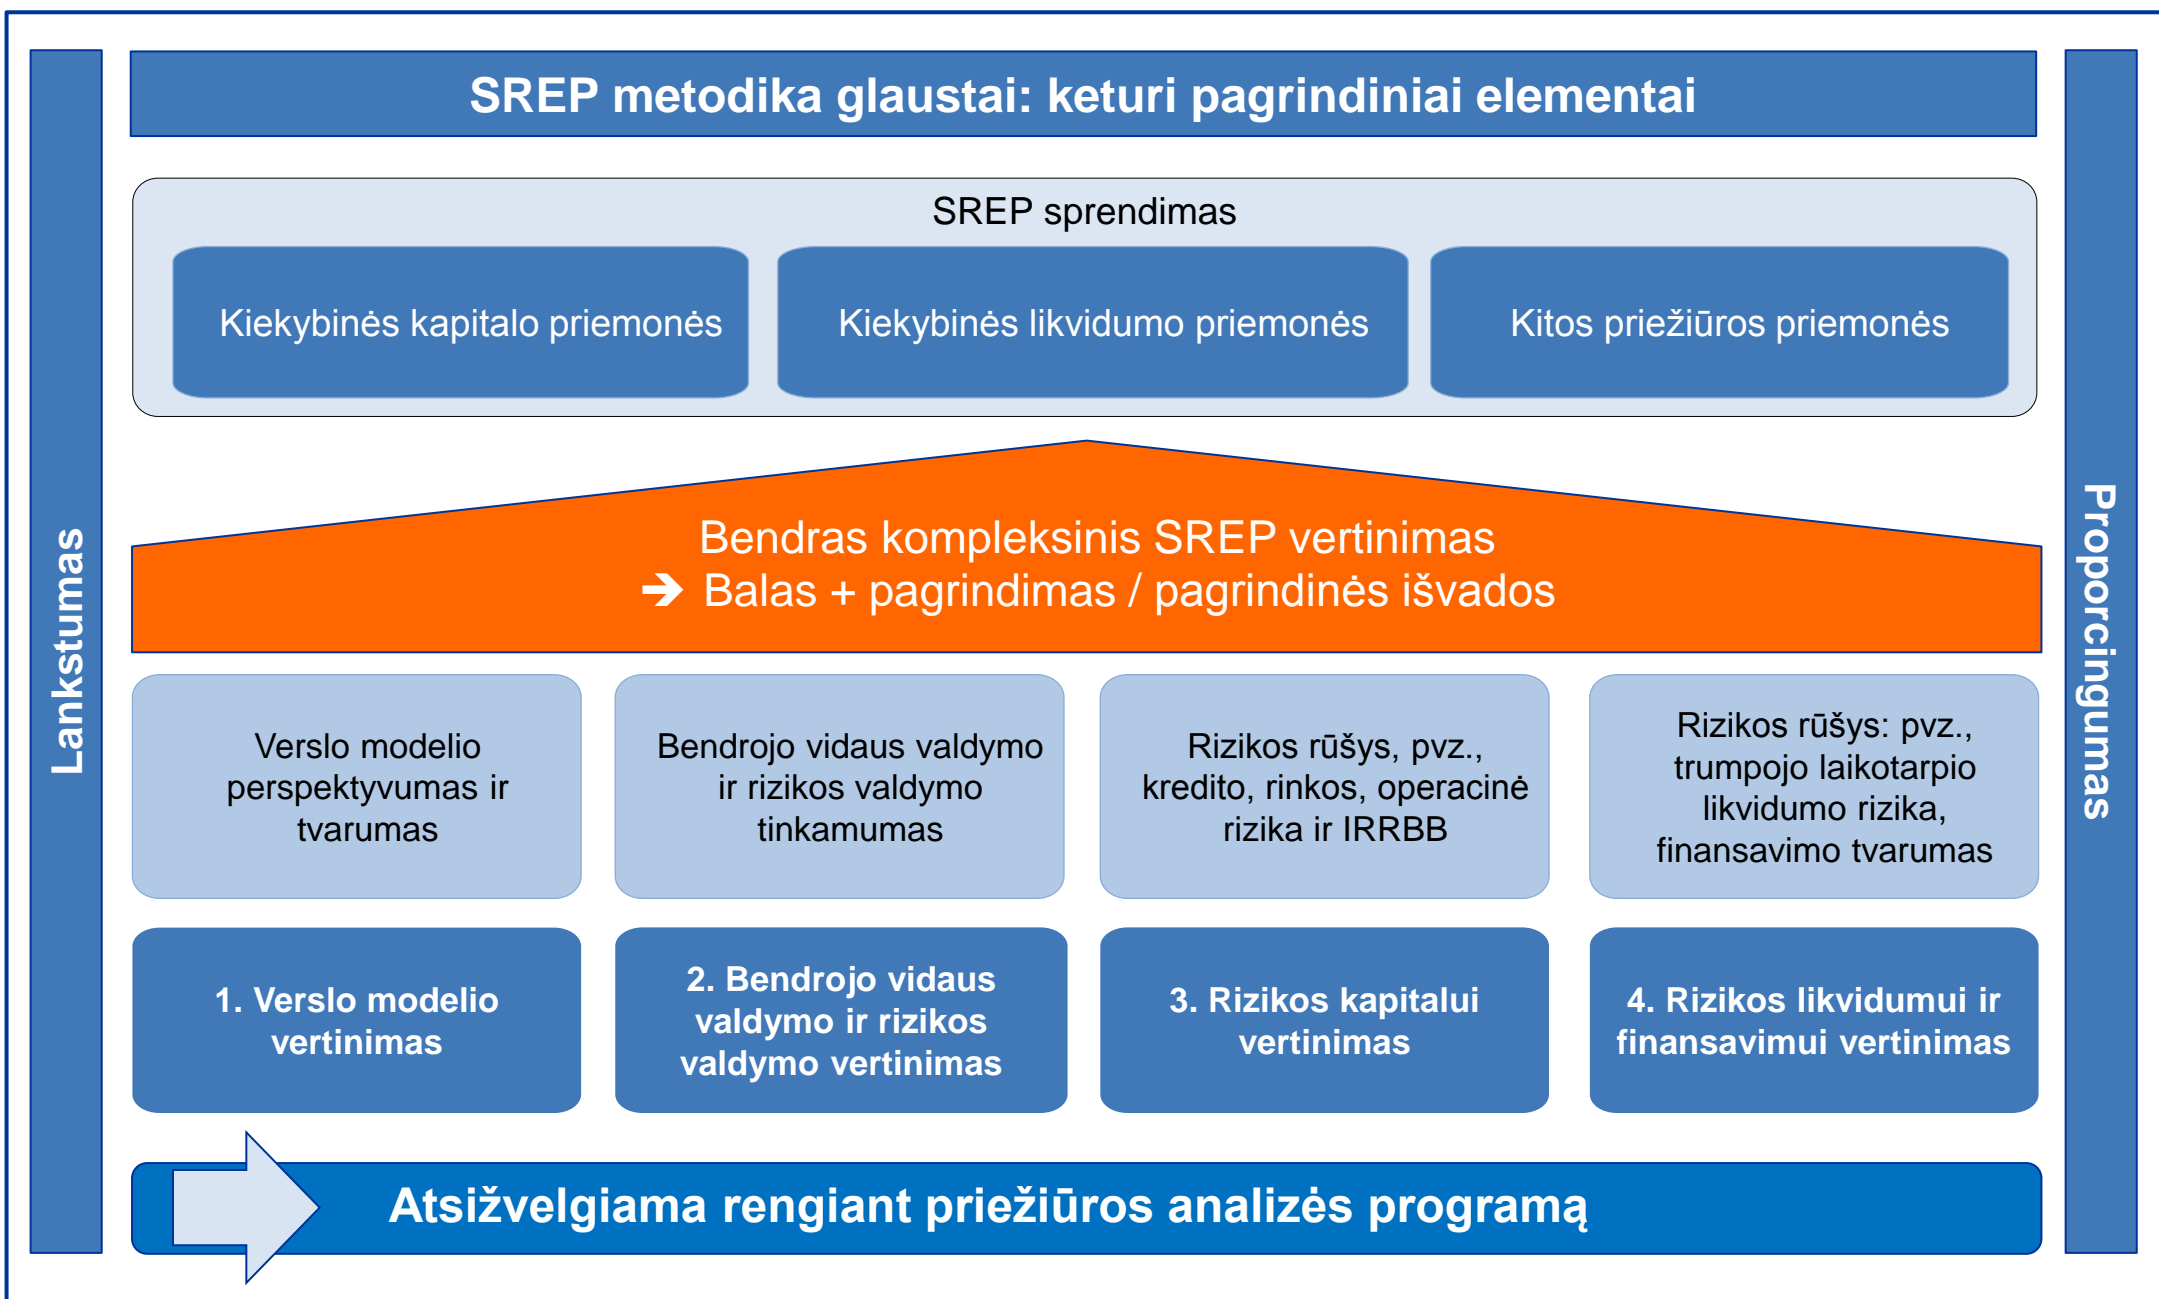 SREP metodika glaustai: keturi pagrindiniai elementai
Lankstumas
SREP sprendimas
Kiekybinės kapitalo priemonės
Kiekybinės likvidumo priemonės
Kitos priežiūros priemonės
Bendras kompleksinis SREP vertinimas
➔ Balas + pagrindimas / pagrindinės išvados
Verslo modelio
perspektyvumas ir
tvarumas
Bendrojo vidaus valdymo
ir rizikos valdymo
tinkamumas
Rizikos rūšys, pvz.,
kredito, rinkos, operacinė
rizika ir IRRBB
Rizikos rūšys: pvz.,
trumpojo laikotarpio
likvidumo rizika,
finansavimo tvarumas
1. Verslo modelio
vertinimas
2. Bendrojo vidaus
valdymo ir rizikos
valdymo vertinimas
3. Rizikos kapitalui
vertinimas
4. Rizikos likvidumui ir
finansavimui vertinimas
Atsižvelgiama rengiant priežiūros analizės programą
Proporcingumas